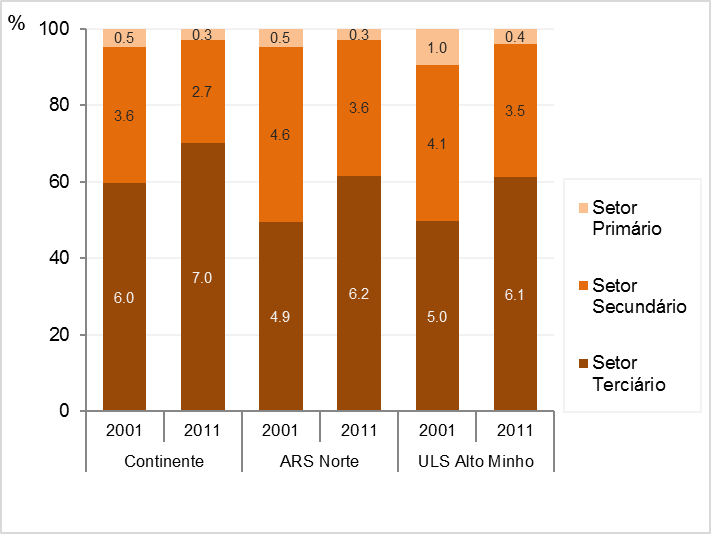 %
100
80
60
40
20
0
0.5 0.3 0.5 0.3 1.0 0.4
3.6 2.7 4.6 3.6 4.1 3.5
6.0 7.0 4.9 6.2 5.0 6.1
2001 2011 2001 2011 2001 2011
Continente ARS Norte ULS Alto Minho
Setor
Primário
Setor
Secundário
Setor
Terciário